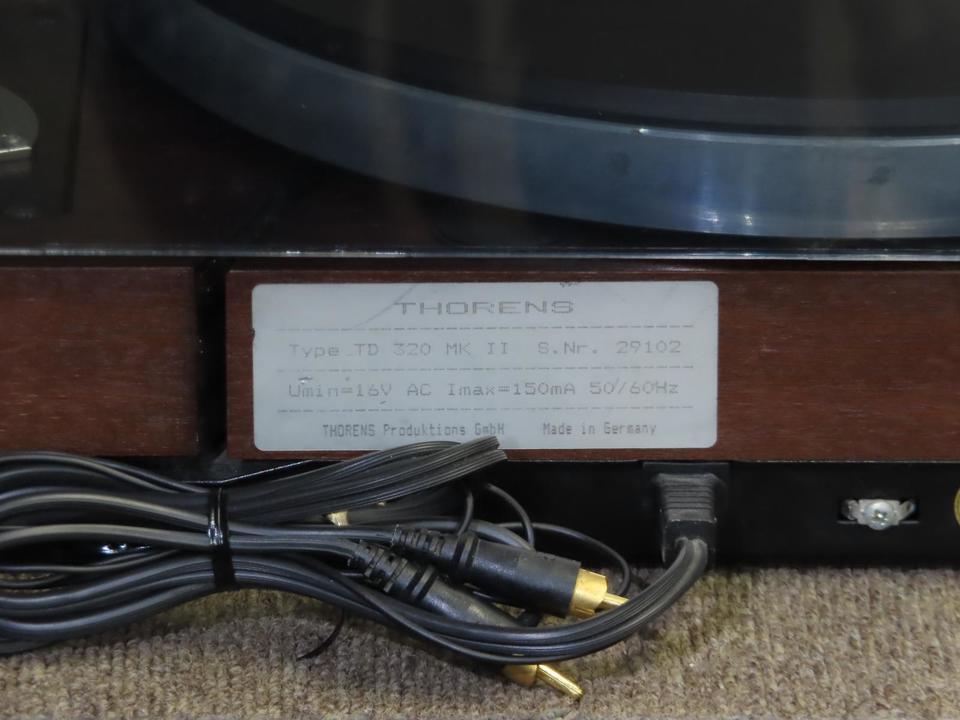 THORENS
Type TD 320 MK II S.Nr. 29102
Umin=16V AC Imax=150mA 50/60Hz
THORENS Produktions GmbH Made in Germany